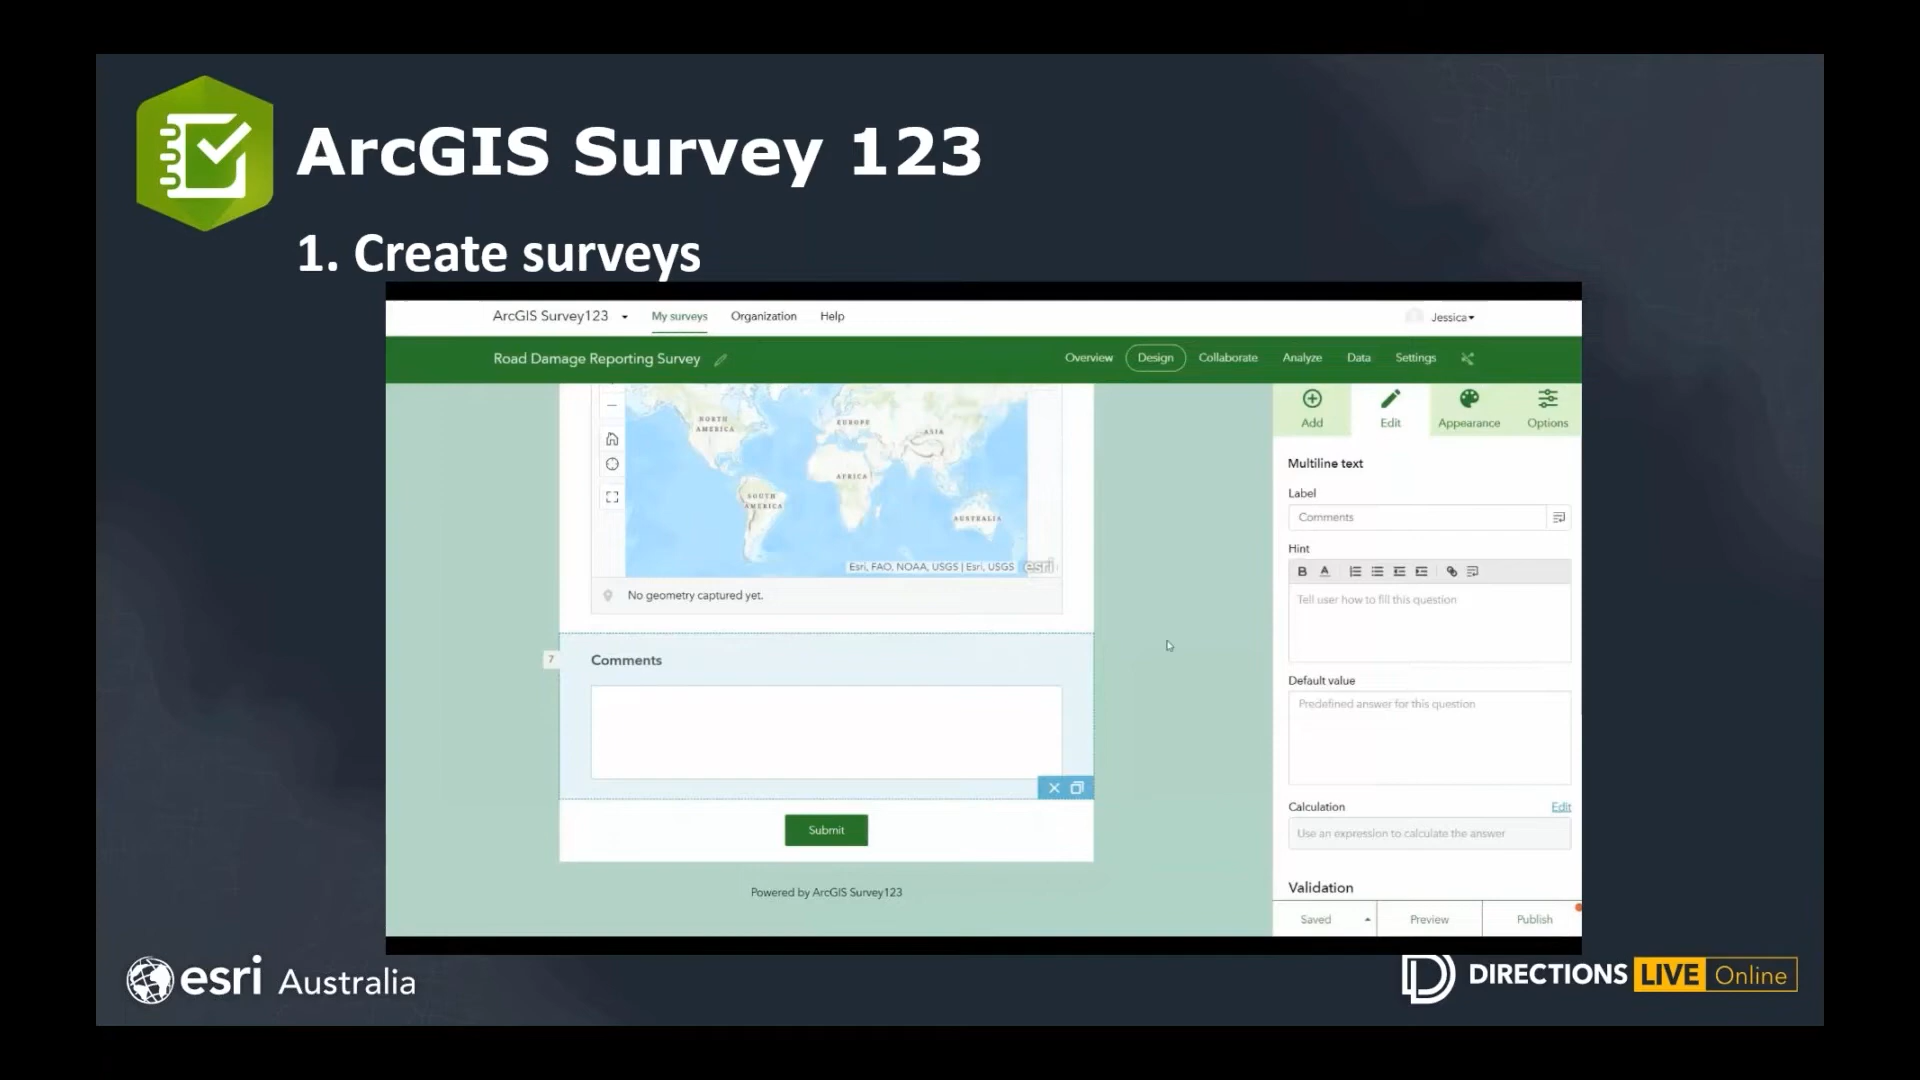 ArcGIS Survey 123
1. Create surveys
ArcGIS Survey123
My surveys
Organization
Help
Jessica
Road Damage Reporting Survey
Overview
Design
Collaborate
Analyze
Data
Settings
Add
Edit
Appearance
Options
NORTH
AMERICA
EUROPE
ASIA
AFRICA
SOUTH
AMERICA
AUSTRALIA
Esri, FAO, NOAA, USGS | Esri, USGS
esri
No geometry captured yet.
7
Comments
Submit
Powered by ArcGIS Survey123
Multiline text
Label
Comments
Hint
B A
Tell user how to fill this question
Default value
Predefined answer for this question
Calculation
Edit
Use an expression to calculate the answer
Validation
Saved
Preview
Publish
esri Australia
DIRECTIONS LIVE Online